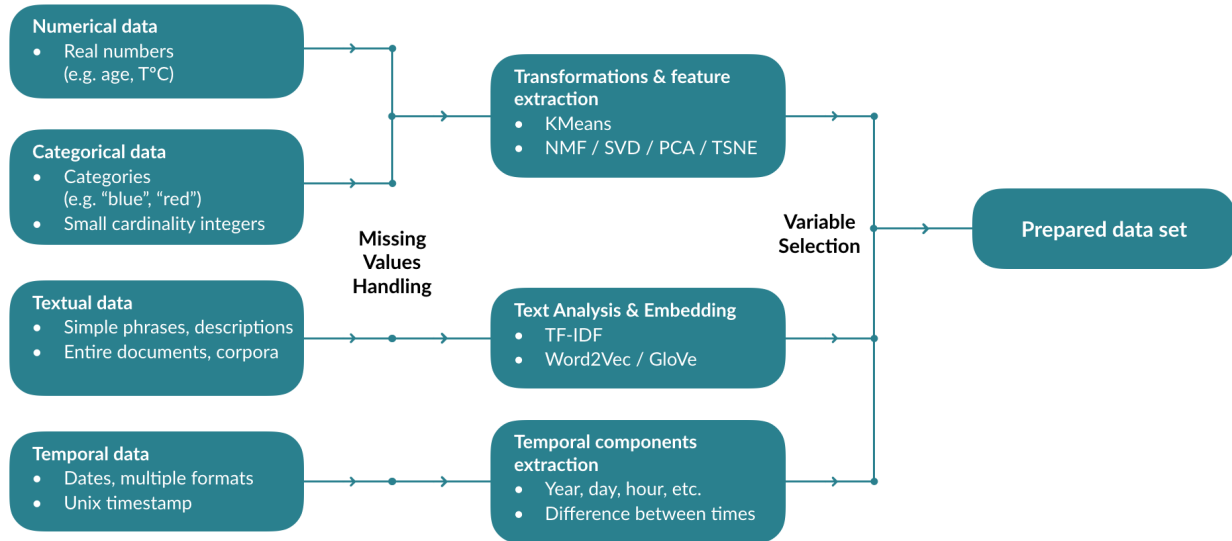 Numerical data
• Real numbers
(e.g. age, T°C)
Categorical data
• Categories
(e.g. “blue”, “red”)
• Small cardinality integers
Textual data
• Simple phrases, descriptions
• Entire documents, corpora
Temporal data
• Dates, multiple formats
• Unix timestamp
Missing
Values
Handling
Transformations & feature
extraction
• KMeans
• NMF / SVD / PCA / TSNE
Text Analysis & Embedding
• TF-IDF
• Word2Vec / GloVe
Temporal components
extraction
• Year, day, hour, etc.
• Difference between times
Variable
Selection
Prepared data set